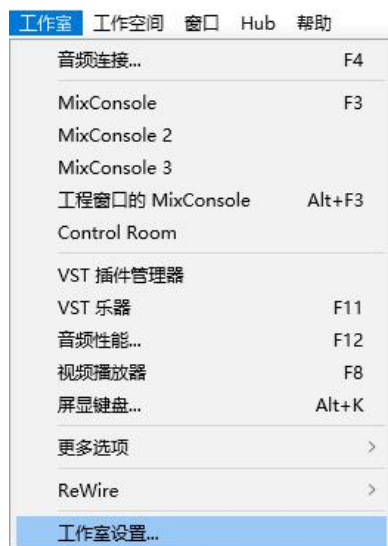 工作室 工作空间 窗口 Hub 帮助
音频连接... F4
MixConsole F3
MixConsole 2
MixConsole 3
工程窗口的 MixConsole Alt+F3
Control Room
VST 插件管理器
VST 乐器 F11
音频性能... F12
视频播放器 F8
屏显键盘... Alt+K
更多选项 >
ReWire >
工作室设置...